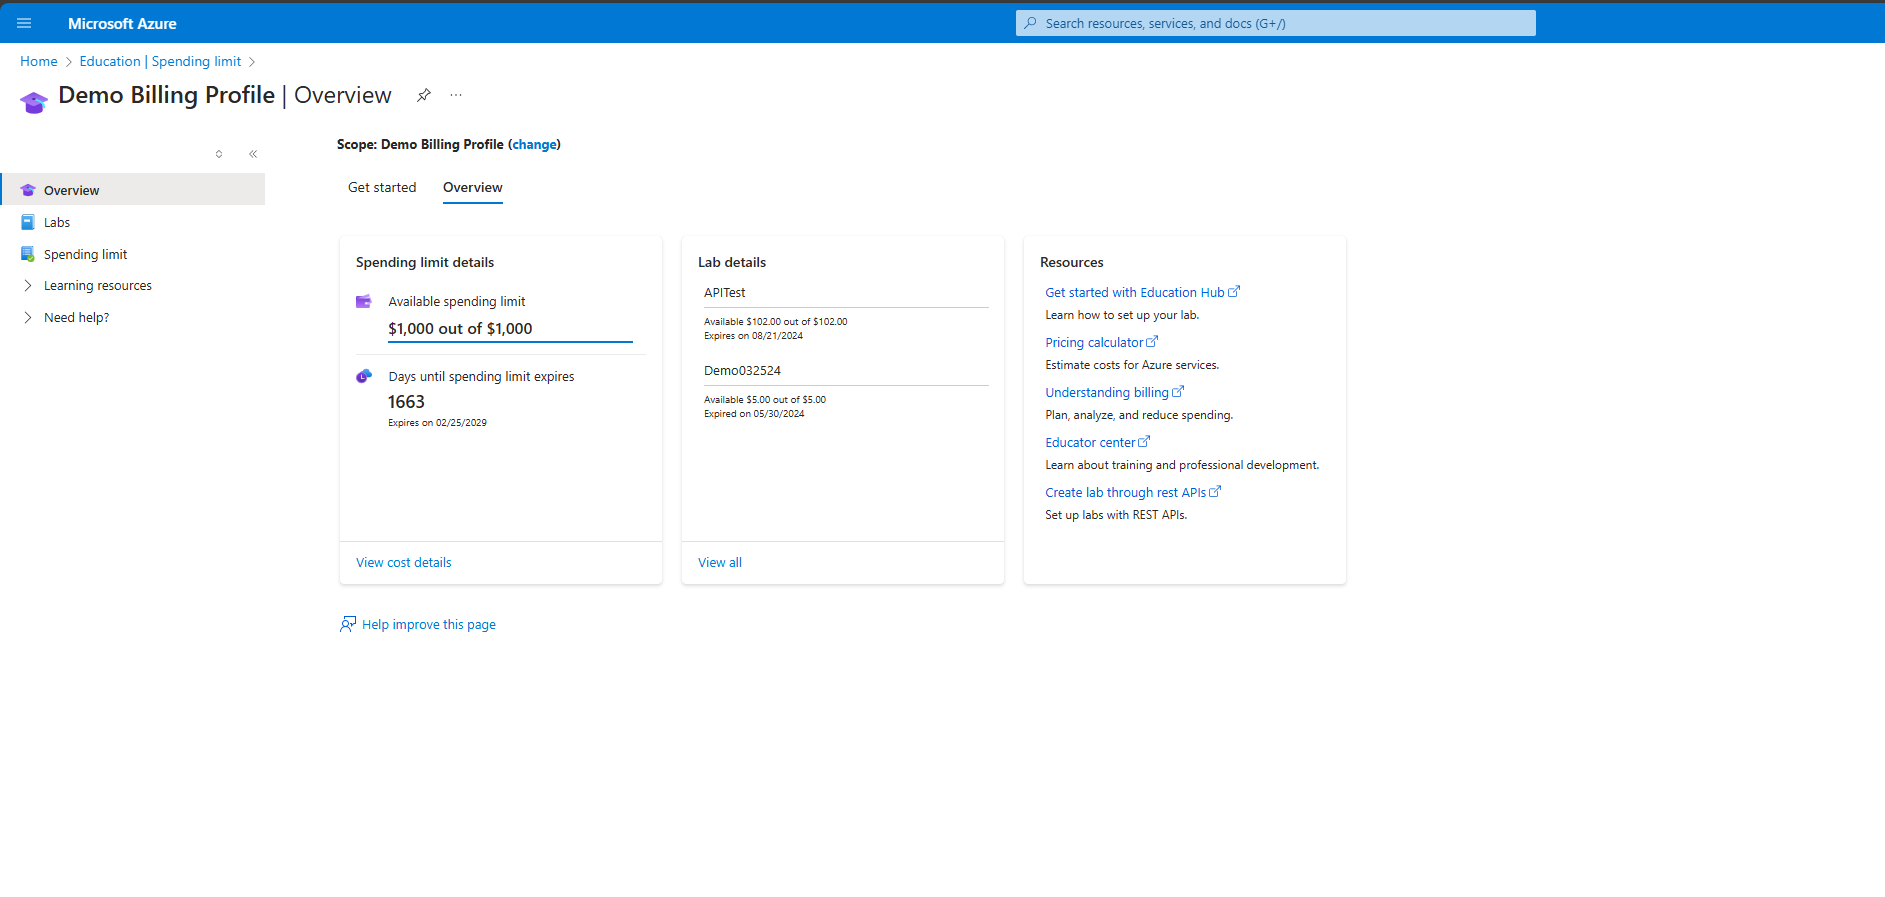 Microsoft Azure
Search resources, services, and docs (G+/)
Home > Education | Spending limit >
Demo Billing Profile | Overview
Overview
Labs
Spending limit
Learning resources
Need help?
Scope: Demo Billing Profile (change)
Get started
Overview
Spending limit details
Available spending limit
$1,000 out of $1,000
Days until spending limit expires
1663
Expires on 02/25/2029
View cost details
Lab details
APITest
Available $102.00 out of $102.00
Expires on 08/21/2024
Demo032524
Available $5.00 out of $5.00
Expired on 05/30/2024
View all
Resources
Get started with Education Hub
Learn how to set up your lab.
Pricing calculator
Estimate costs for Azure services.
Understanding billing
Plan, analyze, and reduce spending.
Educator center
Learn about training and professional development.
Create lab through rest APIs
Set up labs with REST APIs.
Help improve this page